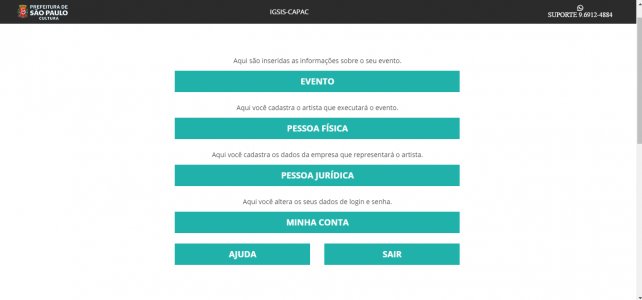 PREFEITURA DE
SÃO PAULO
CULTURA
IGSIS-CAPAC
SUPORTE 9.6912-4884
Aqui são inseridas as informações sobre o seu evento.
EVENTO
Aqui você cadastra o artista que executará o evento.
PESSOA FÍSICA
Aqui você cadastra os dados da empresa que representará o artista.
PESSOA JURÍDICA
Aqui você altera os seus dados de login e senha.
MINHA CONTA
AJUDA
SAIR